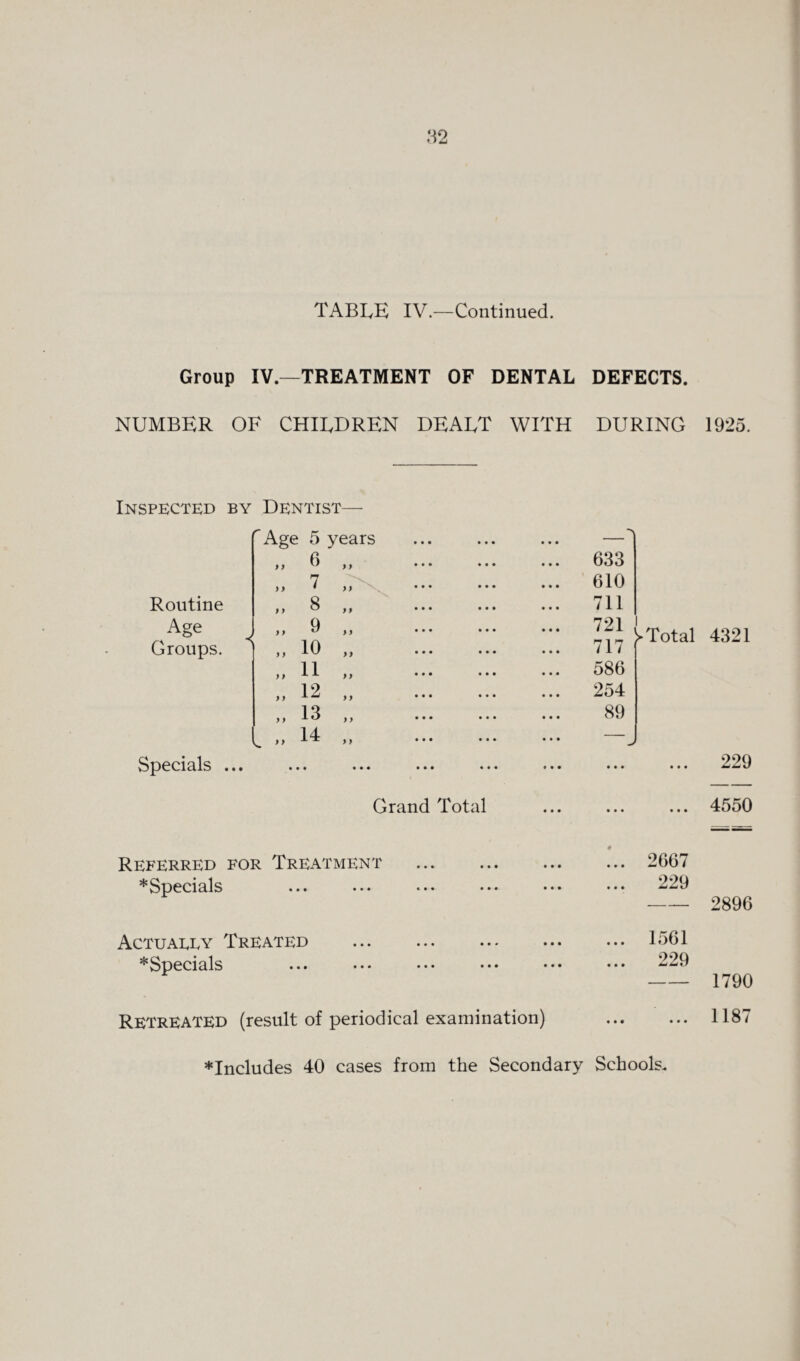 32
TABLE IV.—Continued.
Group IV.—TREATMENT OF DENTAL DEFECTS.
NUMBER OF CHILDREN DEALT WITH DURING 1925.
INSPECTED BY DENTIST—
Age 5 years ... ... ... —
,, 6 ,, ... ... ... 633
,, 7 ,, ... ... ... 610
Routine ,, 8 ,, ... ... ... 711
Age ,, 9 ,, ... ... ... 721
Groups. ,, 10 ,, ... ... ... 717 Total 4321
,, 11 ,, ... ... ... 586
,, 12 ,, ... ... ... 254
,, 13 ,, ... ... ... 89
,, 14 ,, ... ... ... —
Specials ... ... ... ... ... ... ... ... 229
Grand Total ... ... ... 4550
REFERRED FOR TREATMENT ... ... ... ... 2667
*Specials ... ... ... ... ... ... 229
2896
ACTUALLY TREATED ... ... ... ... ... 1561
*Specials ... ... ... ... ... ... 229
1790
RETREATED (result of periodical examination) ... ... 1187
*Includes 40 cases from the Secondary Schools.